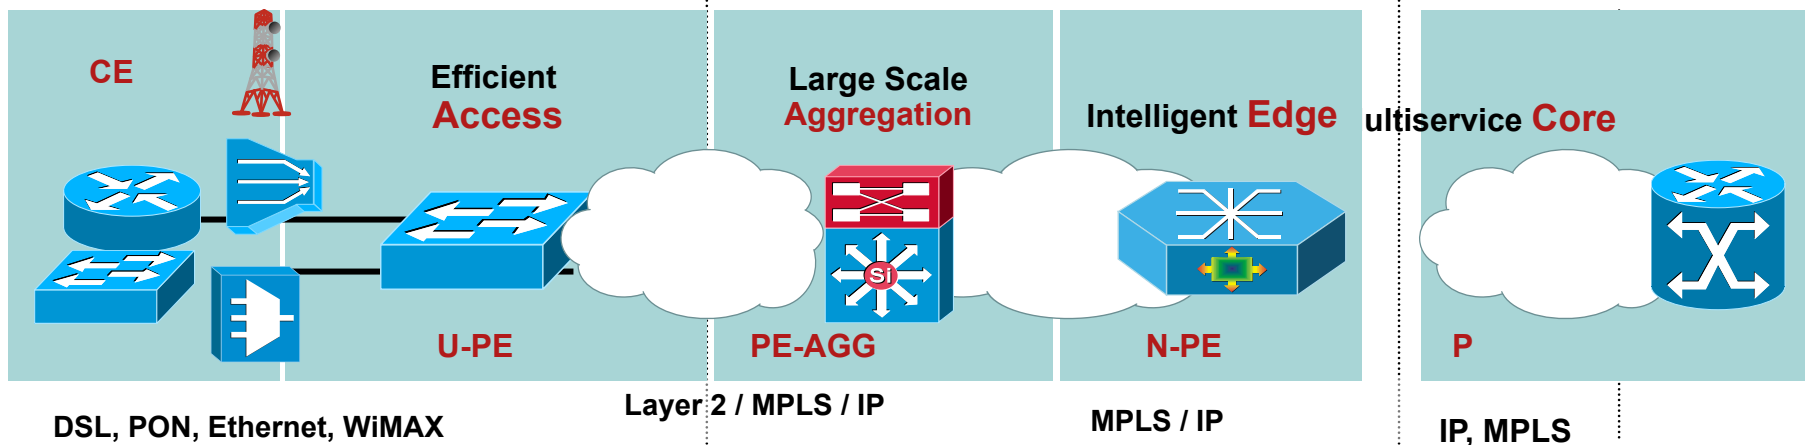 CE
Efficient
Access
Large Scale
Aggregation
Intelligent Edge
ultiservice Core
Si
U-PE
PE-AGG
N-PE
P
DSL, PON, Ethernet, WiMAX
Layer 2 / MPLS / IP
MPLS / IP
IP, MPLS